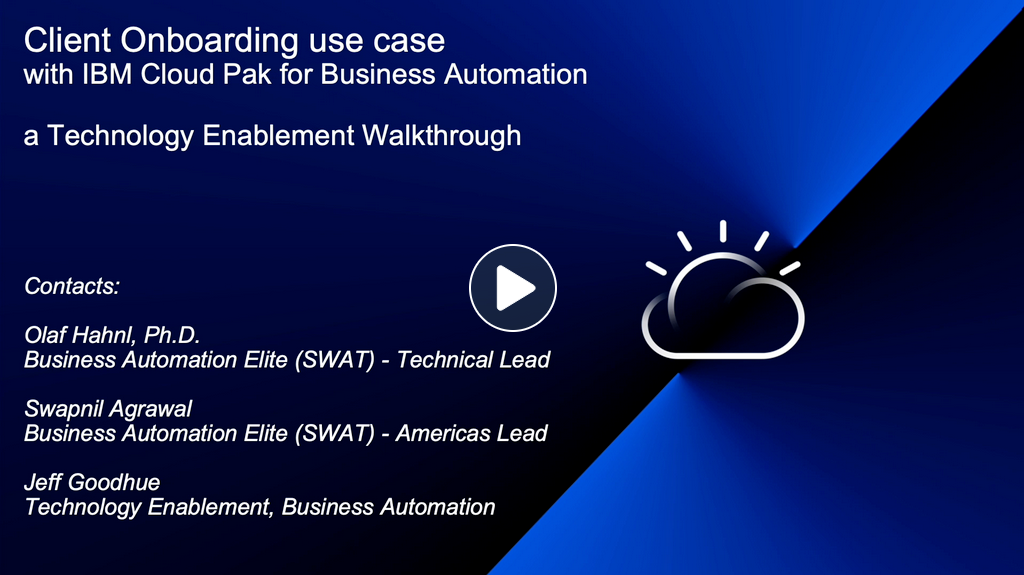 Client Onboarding use case
with IBM Cloud Pak for Business Automation
a Technology Enablement Walkthrough
Contacts:
Olaf Hahnl, Ph.D.
Business Automation Elite (SWAT) - Technical Lead
Swapnil Agrawal
Business Automation Elite (SWAT) - Americas Lead
Jeff Goodhue
Technology Enablement, Business Automation